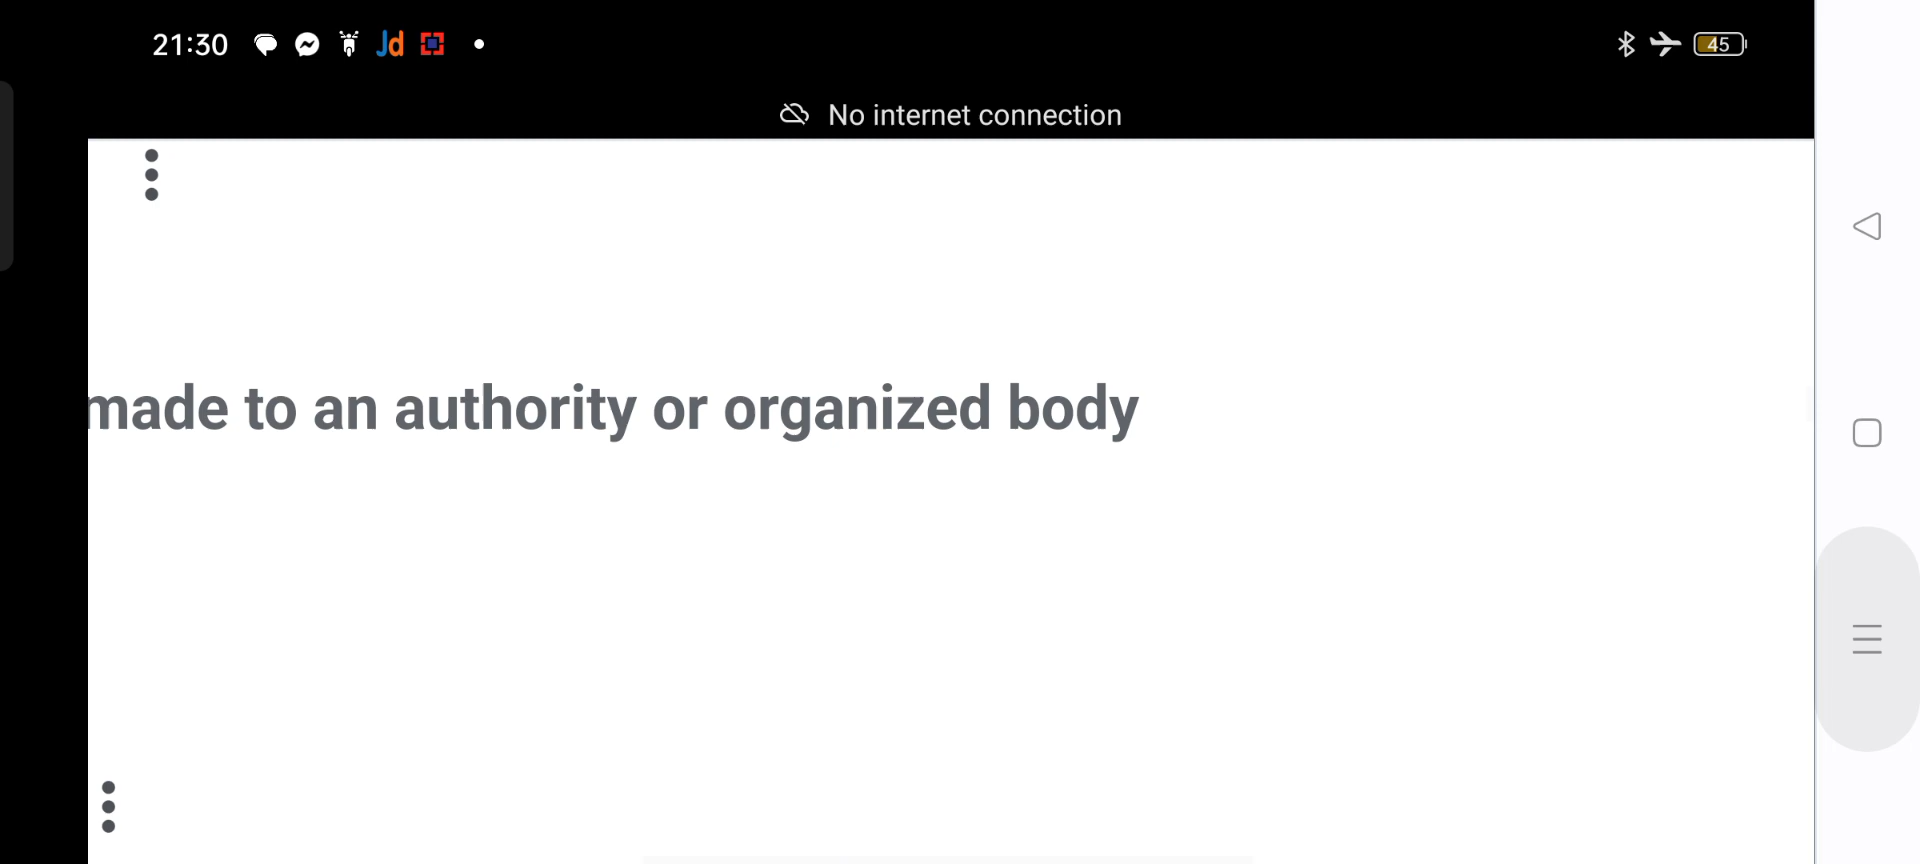 21:30 Jd 45
No internet connection
made to an authority or organized body